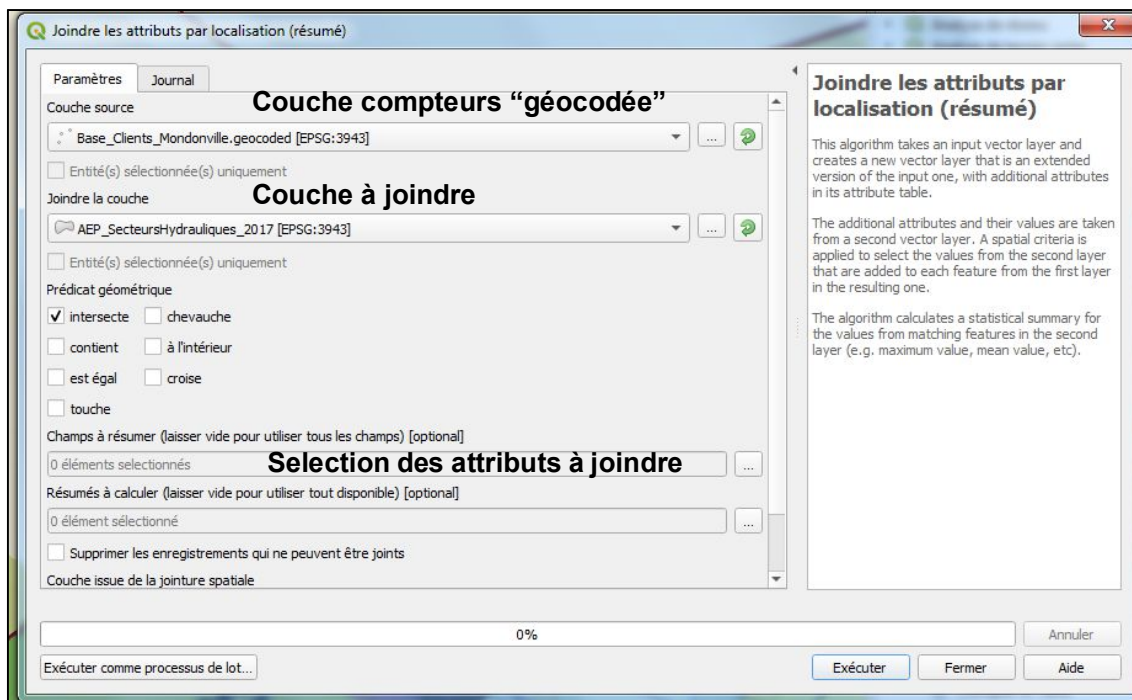 Joindre les attributs par localisation (résumé)
Paramètres
Journal
Couche source
Couche compteurs “géocodée”
Base_Clients_Mondonville.geocoded [EPSG:3943]
...
Entité(s) sélectionnée(s) uniquement
Joindre la couche
Couche à joindre
AEP_SecteursHydrauliques_2017 [EPSG:3943]
...
Entité(s) sélectionnée(s) uniquement
Prédicat géométrique
intersecte
chevauche
contient
à l'intérieur
est égal
croise
touche
Champs à résumer (laisser vide pour utiliser tous les champs) [optional]
0 éléments selectionnés
Selection des attributs à joindre
...
Résumés à calculer (laisser vide pour utiliser tout disponible) [optional]
0 élément sélectionné
...
Supprimer les enregistrements qui ne peuvent être joints
Couche issue de la jointure spatiale
Joindre les attributs par
localisation (résumé)
This algorithm takes an input vector layer and
creates a new vector layer that is an extended
version of the input one, with additional attributes
in its attribute table.
The additional attributes and their values are taken
from a second vector layer. A spatial criteria is
applied to select the values from the second layer
that are added to each feature from the first layer
in the resulting one.
The algorithm calculates a statistical summary for
the values from matching features in the second
layer (e.g. maximum value, mean value, etc).
0%
Annuler
Exécuter comme processus de lot...
Exécuter
Fermer
Aide